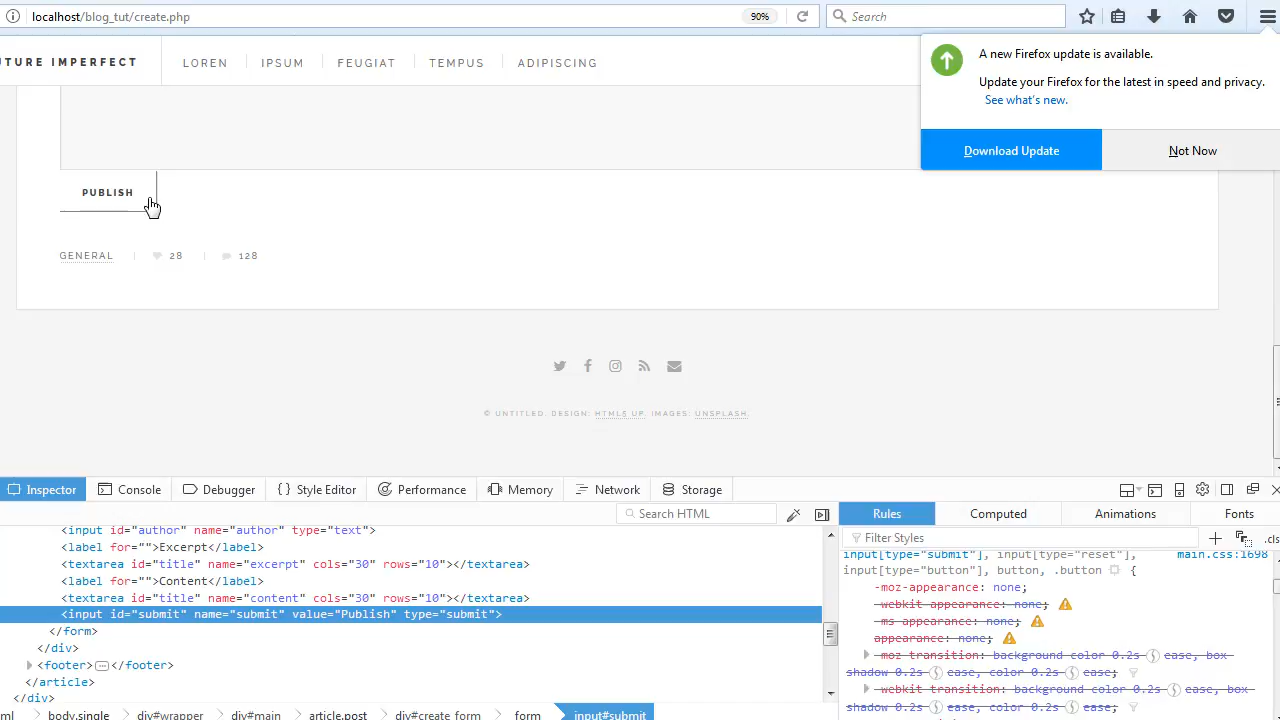 localhost/blog_tut/create.php
90%
Search
UTURE IMPERFECT
LOREN
IPSUM
FEUGIAT
TEMPUS
ADIPISCING
A new Firefox update is available.
Update your Firefox for the latest in speed and privacy.
See what's new.
Download Update
Not Now
PUBLISH
GENERAL
28
128
© UNTITLED. DESIGN: HTML5 UP. IMAGES: UNSPLASH.
Inspector
Console
Debugger
{ } Style Editor
Performance
Memory
Network
Storage
Search HTML
Rules
Computed
Animations
Fonts
Filter Styles
.cls
<input id="author" name="author" type="text">
<label for="">Excerpt</label>
<textarea id="title" name="excerpt" cols="30" rows="10"></textarea>
<label for="">Content</label>
<textarea id="title" name="content" cols="30" rows="10"></textarea>
<input id="submit" name="submit" value="Publish" type="submit">
</form>
</div>
<footer></footer>
</article>
</div>
input[type="submit"], input[type="reset"], main.css:1698
input[type="button"], button, .button {
-moz-appearance: none;
-webkit-appearance: none;
-ms-appearance: none;
appearance: none;
-moz-transition: background-color 0.2s ease, box-
shadow 0.2s ease, color 0.2s ease;
-webkit-transition: background-color 0.2s ease, box-
shadow 0.2s ease, color 0.2s ease;
ml
body.single
div#wrapper
div#main
article.post
div#create_form
form
input#submit